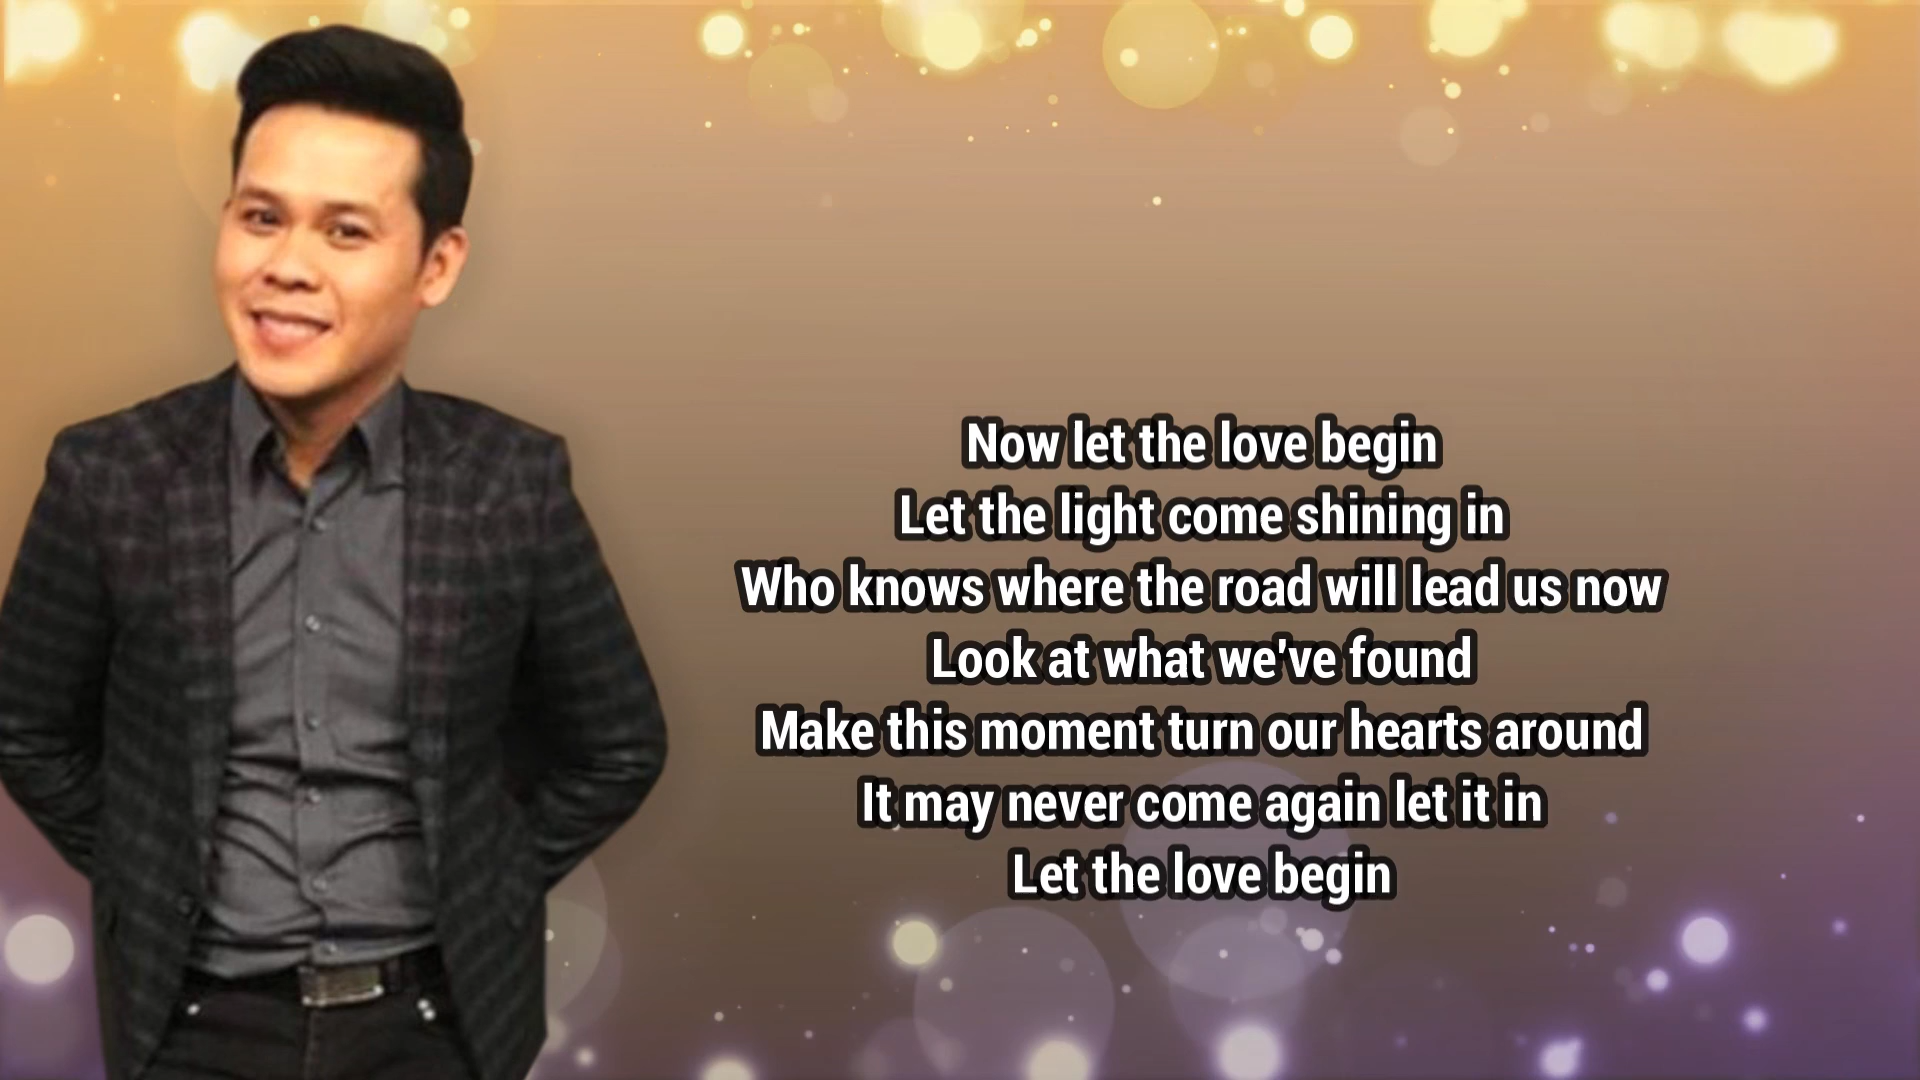 Now let the love begin
Let the light come shining in
Who knows where the road will lead us now
Look at what we've found
Make this moment turn our hearts around
It may never come again let it in
Let the love begin